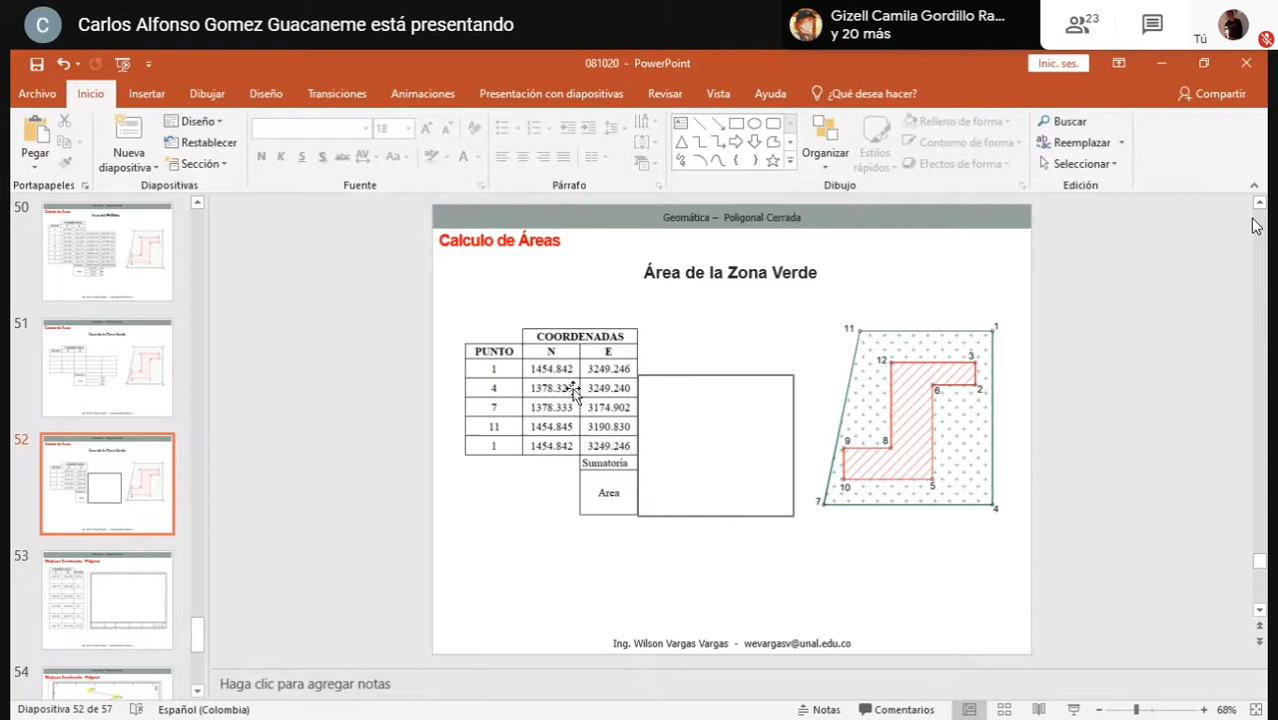 C Carlos Alfonso Gomez Guacaneme está presentando
Gizell Camila Gordillo Ra...
y 20 más
23
Tú
081020 - PowerPoint
Inic. ses.
Archivo Inicio Insertar Dibujar Diseño Transiciones Animaciones Presentación con diapositivas Revisar Vista Ayuda ¿Qué desea hacer? Compartir
Pegar
Nueva diapositiva
Diseño
Restablecer
Sección
18
N K S S abc AV Aa A
Organizar
Estilos rápidos
Relleno de forma
Contorno de forma
Efectos de forma
Buscar
Reemplazar
Seleccionar
Portapapeles Diapositivas Fuente Párrafo Dibujo Edición
50
51
52
53
54
Geomática – Poligonal Cerrada
Calculo de Áreas
Área de la Zona Verde
COORDENADAS
PUNTO N E
1 1454.842 3249.246
4 3249.240
7 1378.333 3174.902
11 1454.845 3190.830
1 1454.842 3249.246
Sumatoria
Area
11 1
12 3
6 2
9 8
10 5
7 4
Ing. Wilson Vargas Vargas - wevargasv@unal.edu.co
Haga clic para agregar notas
Diapositiva 52 de 57 Español (Colombia) Notas Comentarios 68%